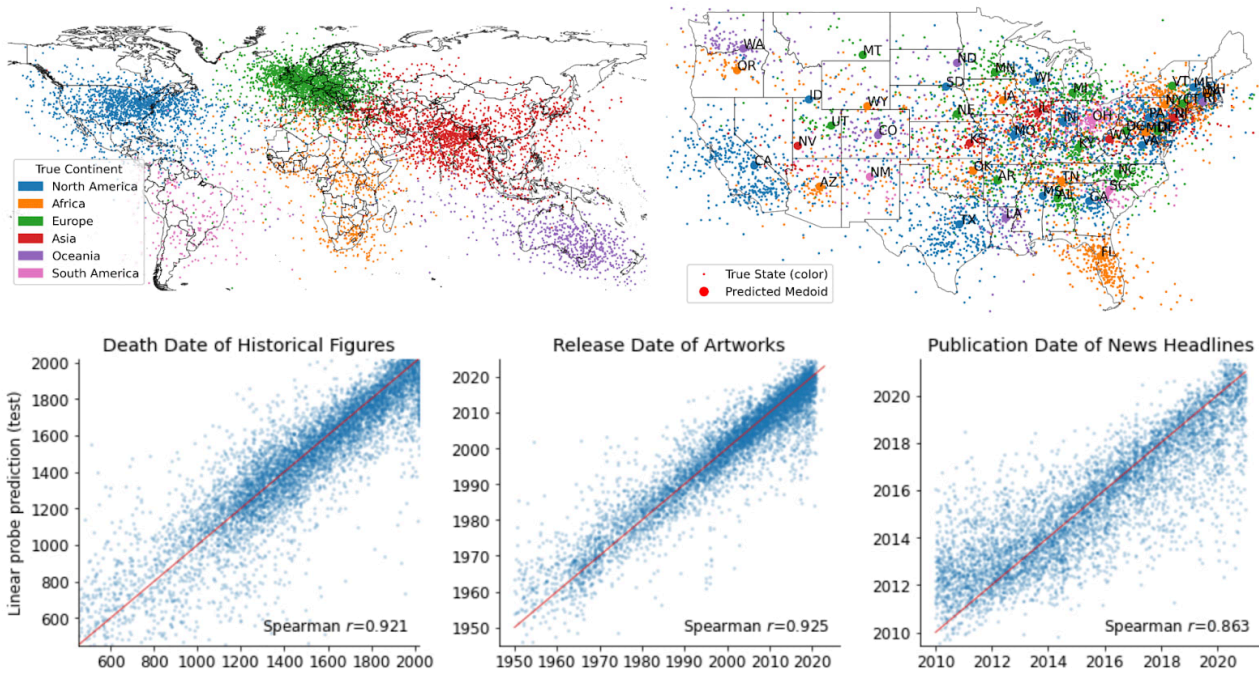 True Continent
North America
Africa
Europe
Asia
Oceania
South America
WA
OR
MT
ID
WY
ND
SD
MN
WI
MI
VT
ME
NV
UT
CO
NE
IA
IL
IN
OH
PA
NJ
CA
AZ
NM
KS
MO
KY
OK
AR
TN
NC
SC
MS
AL
GA
TX
LA
FL
True State (color)
Predicted Medoid
Death Date of Historical Figures
Linear probe prediction (test)
2000
1800
1600
1400
1200
1000
800
600
Spearman r=0.921
600 800 1000 1200 1400 1600 1800 2000
Release Date of Artworks
2020
2010
2000
1990
1980
1970
1960
1950
Spearman r=0.925
1950 1960 1970 1980 1990 2000 2010 2020
Publication Date of News Headlines
2020
2018
2016
2014
2012
2010
Spearman r=0.863
2010 2012 2014 2016 2018 2020